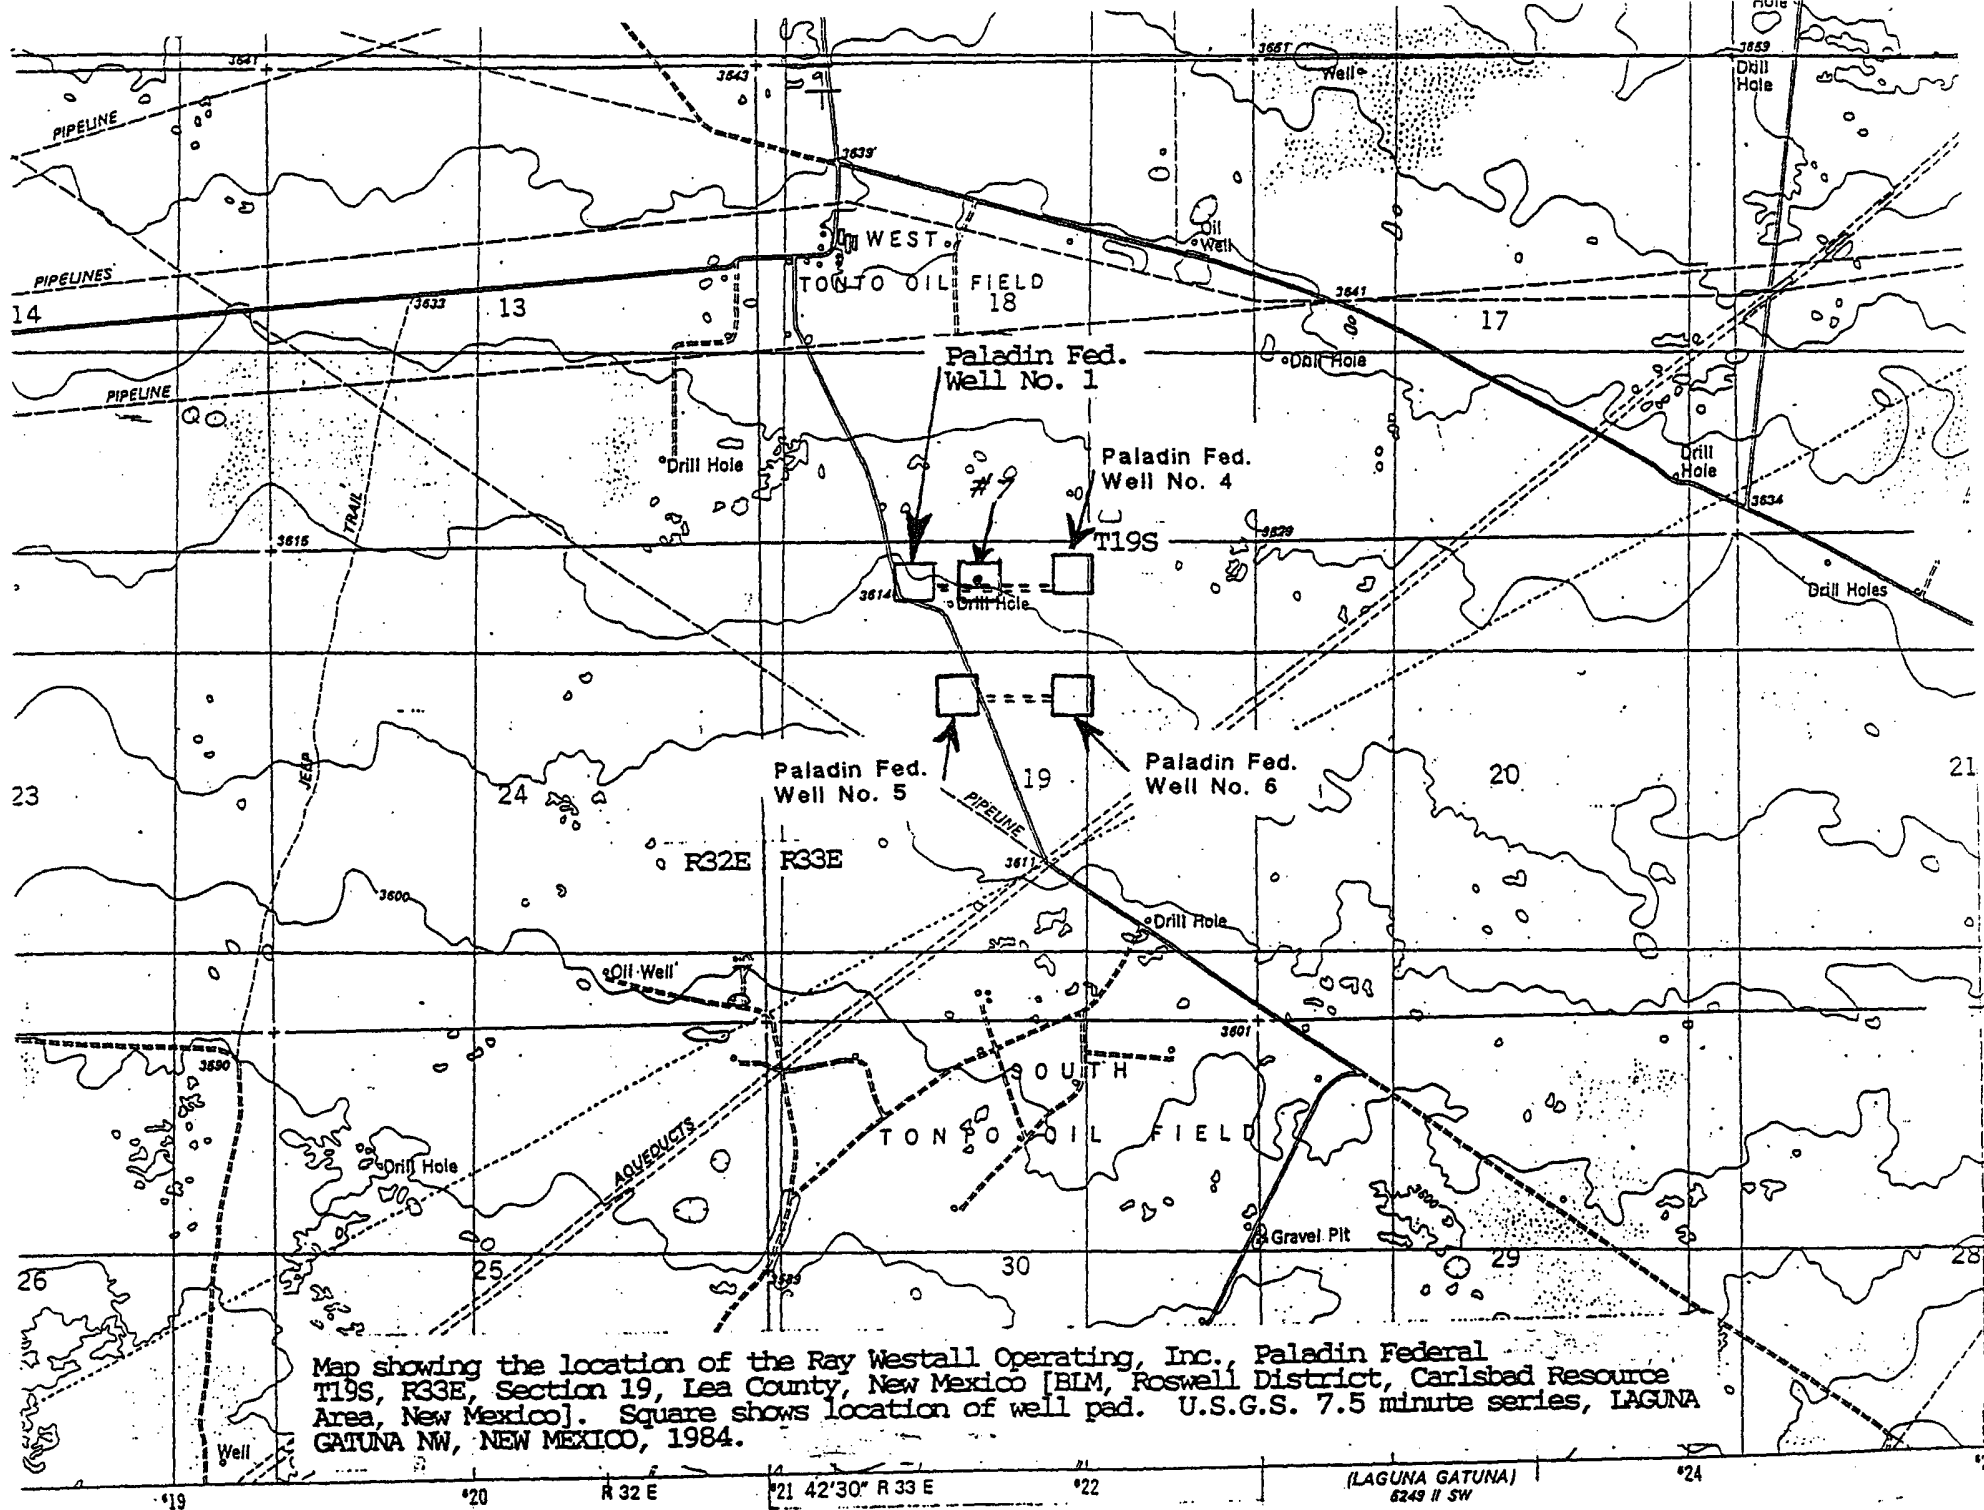 Hole
3641
3643
3651
3659
Well
Drill
Hole
PIPELINE
3639
Oil
Well
WEST
PIPELINES
TONTO OIL FIELD
14
3633
13
18
3641
17
Paladin Fed.
Well No. 1
Drill Hole
PIPELINE
Drill Hole
Paladin Fed.
Well No. 4
#9
Drill
Hole
TRAIL
3634
3615
T19S
3629
3614
Drill Hole
Drill Holes
JEEP
Paladin Fed.
Well No. 5
19
Paladin Fed.
Well No. 6
20
21
23
24
PIPELINE
R32E R33E
3611
3600
Drill Hole
Oil Well
3601
3590
SOUTH
AQUEDUCTS
TONTO OIL FIELD
Drill Hole
3600
Gravel Pit
26
25
3589
30
29
28
Map showing the location of the Ray Westall Operating, Inc., Paladin Federal
T19S, R33E, Section 19, Lea County, New Mexico [BLM, Roswell District, Carlsbad Resource
Area, New Mexico]. Square shows location of well pad. U.S.G.S. 7.5 minute series, LAGUNA
GATUNA NW, NEW MEXICO, 1984.
Well
19
20
R 32 E
21
42'30" R 33 E
22
(LAGUNA GATUNA)
5249 II SW
24